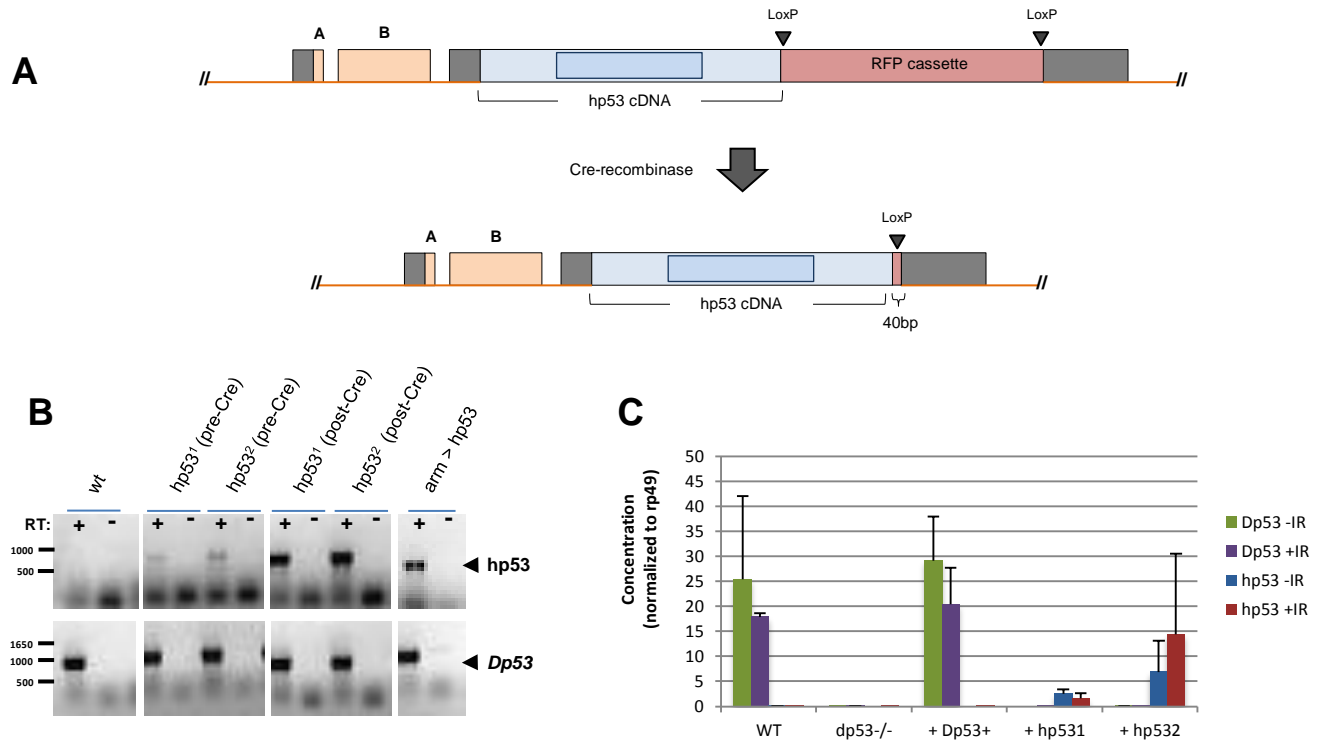 A
LoxP
LoxP
A
B
RFP cassette
//
//
hp53 cDNA
Cre-recombinase
LoxP
A
B
//
//
hp53 cDNA
40bp
B
wt
hp53¹ (pre-Cre)
hp53² (pre-Cre)
hp53¹ (post-Cre)
hp53² (post-Cre)
arm > hp53
RT: + - + - + - + - + - + -
1000
500
hp53
1650
1000
500
Dp53
C
Concentration
(normalized to rp49)
50
45
40
35
30
25
20
15
10
5
0
WT
dp53-/-
+ Dp53+
+ hp531
+ hp532
Dp53 -IR
Dp53 +IR
hp53 -IR
hp53 +IR